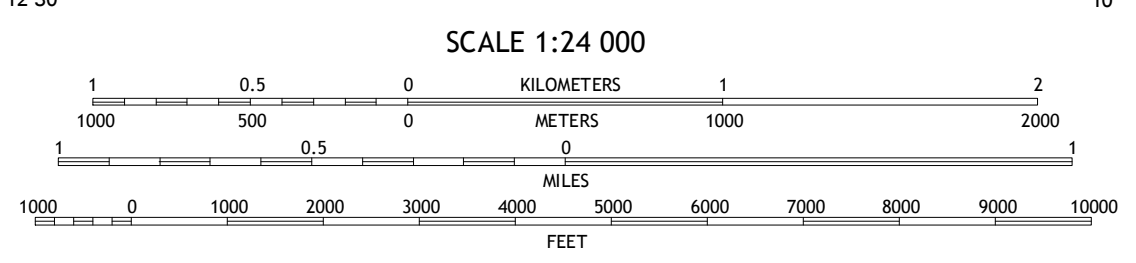 12'30"
10'
SCALE 1:24 000
1 0.5 0 KILOMETERS 1 2
1000 500 0 METERS 1000 2000
1 0.5 0 1
MILES
1000 0 1000 2000 3000 4000 5000 6000 7000 8000 9000 10000
FEET